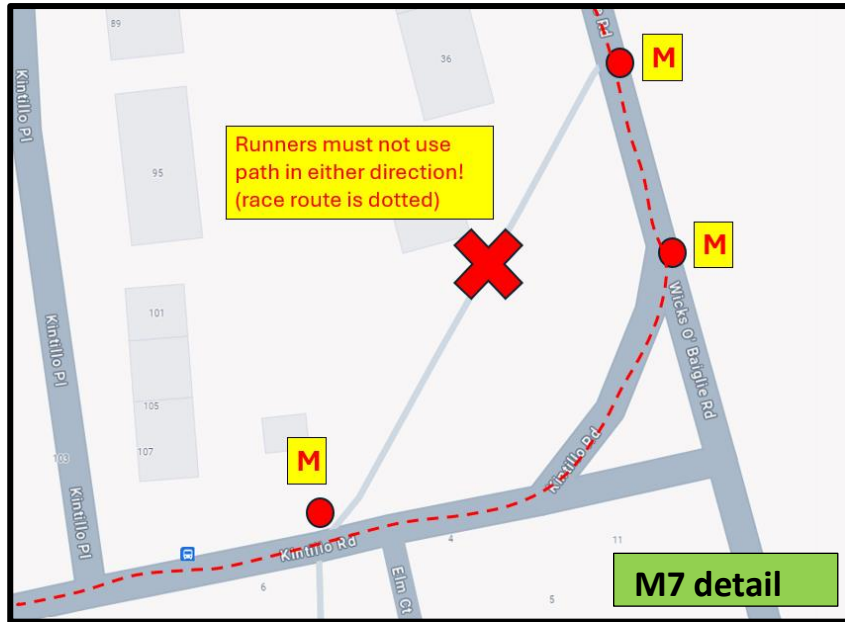 89
36
e Rd
M
Kintillo Pl
Runners must not use
path in either direction!
(race route is dotted)
95
M
101
Wicks O' Baiglie Rd
Kintillo Pl
105
107
103
M
Kintillo Rd
Kintillo Pl
Kintillo Rd
4
11
6
Elm Ct
5
M7 detail